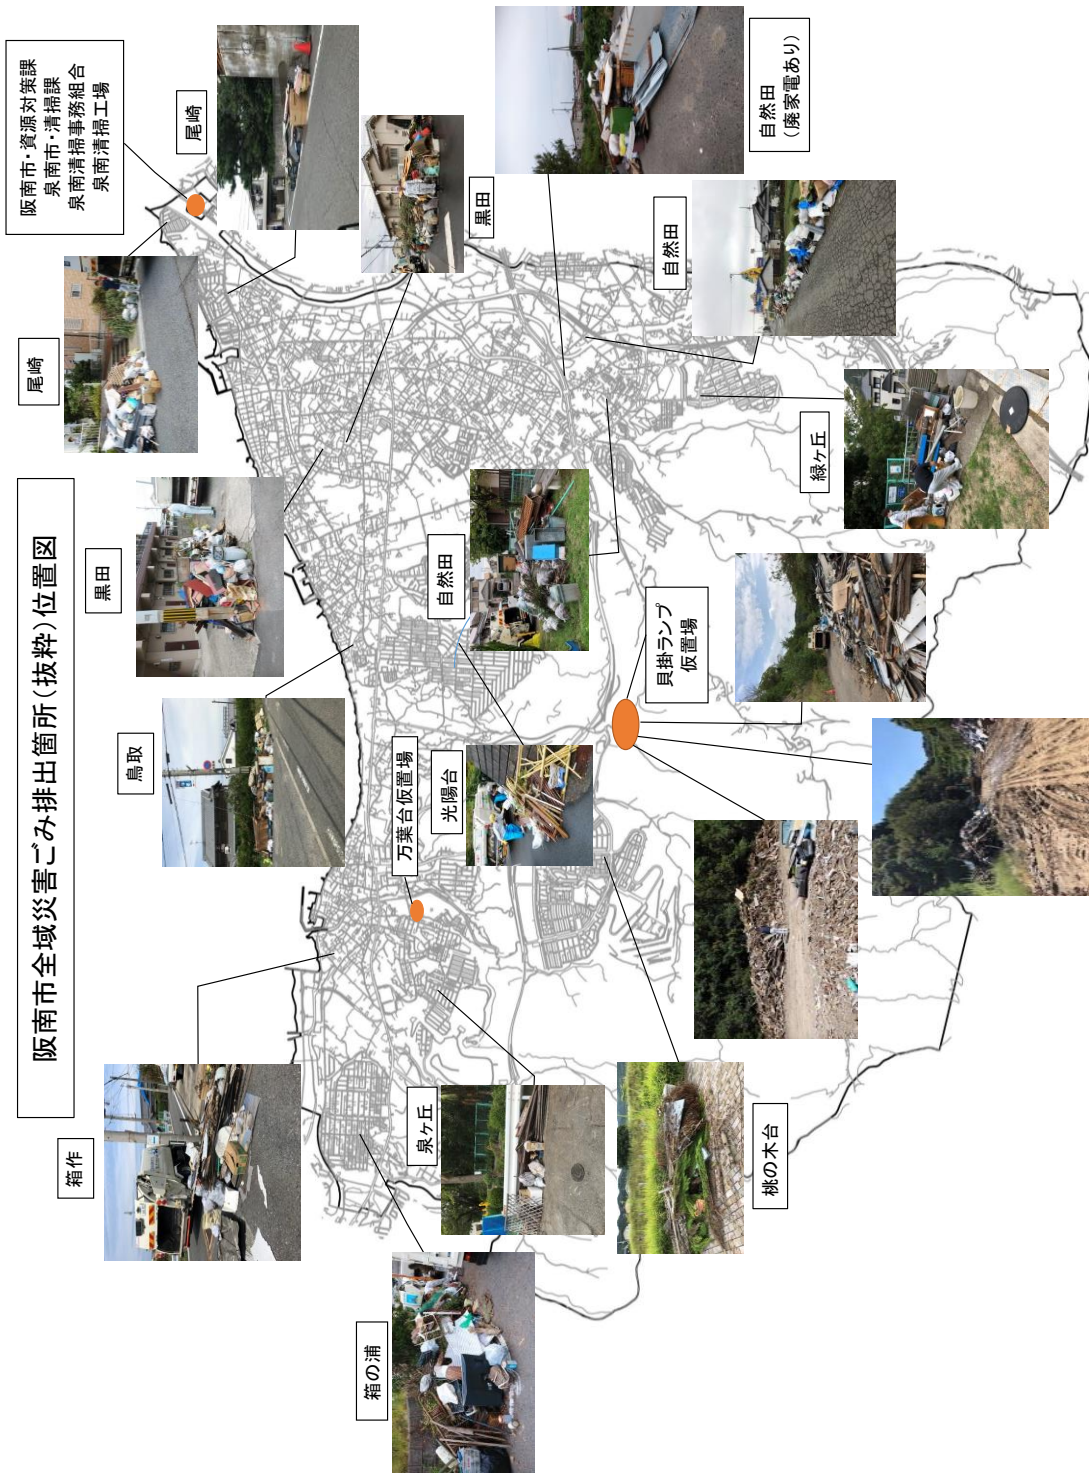 阪南市全域災害ごみ排出箇所(抜粋)位置図
箱の浦
箱作
泉ヶ丘
桃の木台
万葉台仮置場
光陽台
鳥取
貝掛ランプ
仮置場
黒田
自然田
緑ヶ丘
尾崎
自然田
黒田
尾崎
自然田
(廃家電あり)
阪南市・資源対策課
泉南市・清掃課
泉南清掃事務組合
泉南清掃工場